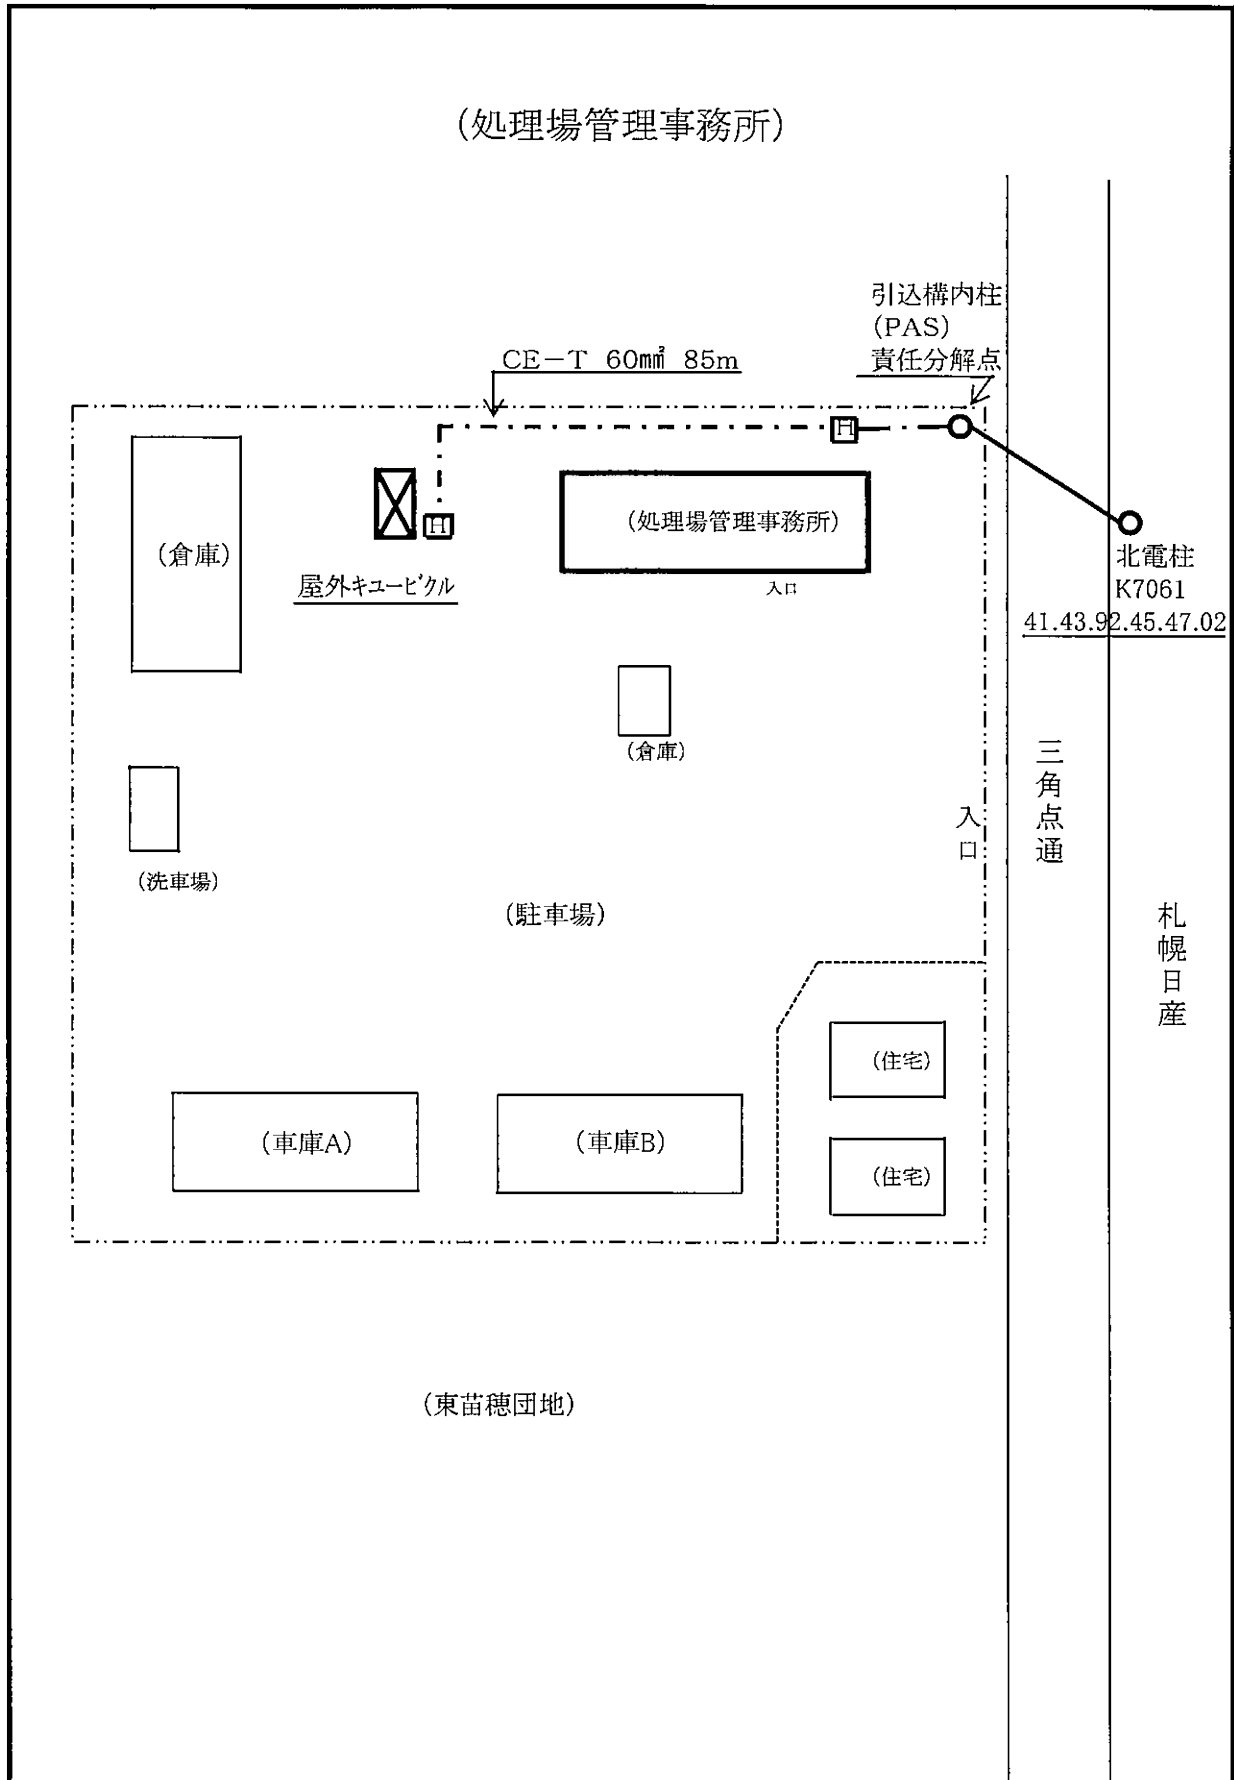 (処理場管理事務所)
引込構内柱
(PAS)
責任分解点
CE−T 60㎟ 85m
H
H
(倉庫)
(処理場管理事務所)
入口
屋外キュービクル
北電柱
K7061
41.43.92.45.47.02
(倉庫)
三角点通
入口
(洗車場)
(駐車場)
札幌日産
(住宅)
(車庫A)
(車庫B)
(住宅)
(東苗穂団地)